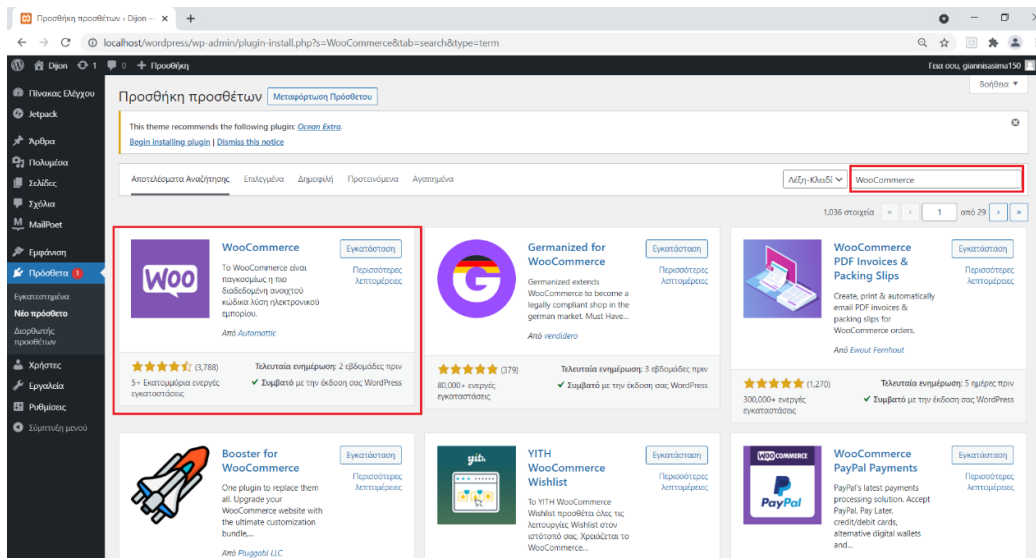 Προσθήκη προσθέτων ‹ Dijon —
localhost/wordpress/wp-admin/plugin-install.php?s=WooCommerce&tab=search&type=term
Dijon 1 0 Προσθήκη
Γεια σου, giannisasima150
Βοήθεια
Πίνακας Ελέγχου
Jetpack
Άρθρα
Πολυμέσα
Σελίδες
Σχόλια
MailPoet
Εμφάνιση
Πρόσθετα 1
Εγκατεστημένα
Νέο πρόσθετο
Διορθωτής
προσθέτων
Χρήστες
Εργαλεία
Ρυθμίσεις
Σύμπτυξη μενού
Προσθήκη προσθέτων Μεταφόρτωση Πρόσθετου
This theme recommends the following plugin: Ocean Extra.
Begin installing plugin | Dismiss this notice
Αποτελέσματα Αναζήτησης Επιλεγμένα Δημοφιλή Προτεινόμενα Αγαπημένα
Λέξη-Κλειδί WooCommerce
1,036 στοιχεία « ‹ 1 από 29 › »
Woo
WooCommerce
Εγκατάσταση
Περισσότερες
λεπτομέρειες
Το WooCommerce είναι
παγκοσμίως η πιο
διαδεδομένη ανοιχτού
κώδικα λύση ηλεκτρονικού
εμπορίου.
Από Automattic
(3,788)
5+ Εκατομμύρια ενεργές
εγκαταστάσεις
Τελευταία ενημέρωση: 2 εβδομάδες πριν
✓ Συμβατό με την έκδοση σας WordPress
G
Germanized for
WooCommerce
Εγκατάσταση
Περισσότερες
λεπτομέρειες
Germanized extends
WooCommerce to become a
legally compliant shop in the
german market. Must Have...
Από vendidero
(379)
80,000+ ενεργές
εγκαταστάσεις
Τελευταία ενημέρωση: 3 εβδομάδες πριν
✓ Συμβατό με την έκδοση σας WordPress
WooCommerce
PDF Invoices &
Packing Slips
Εγκατάσταση
Περισσότερες
λεπτομέρειες
Create, print & automatically
email PDF invoices &
packing slips for
WooCommerce orders.
Από Ewout Fernhout
(1,270)
300,000+ ενεργές
εγκαταστάσεις
Τελευταία ενημέρωση: 5 ημέρες πριν
✓ Συμβατό με την έκδοση σας WordPress
Booster for
WooCommerce
Εγκατάσταση
Περισσότερες
λεπτομέρειες
One plugin to replace them
all. Upgrade your
WooCommerce website with
the ultimate customization
bundle,...
Από Pluggabl LLC
yith
YITH
WooCommerce
Wishlist
Εγκατάσταση
Περισσότερες
λεπτομέρειες
Το YITH WooCommerce
Wishlist προσθέτει όλες τις
λειτουργίες Wishlist στον
ιστότοπό σας. Χρειάζεται το
WooCommerce...
WOO COMMERCE
PayPal
WooCommerce
PayPal Payments
Εγκατάσταση
Περισσότερες
λεπτομέρειες
PayPal's latest payments
processing solution. Accept
PayPal, Pay Later,
credit/debit cards,
alternative digital wallets
and...